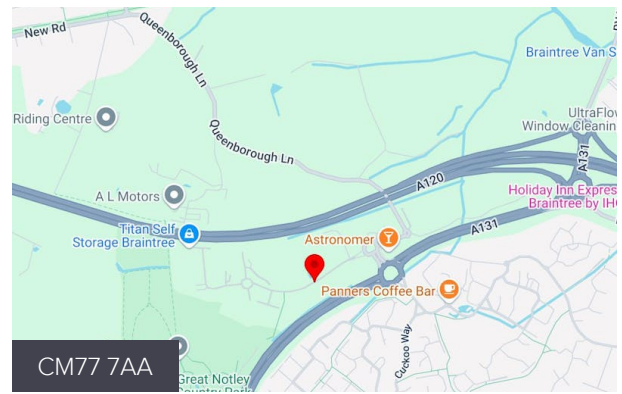 New Rd
Queenborough Ln
Braintree Van S
Riding Centre
UltraFlow
Window Cleanin
A131
Queenborough Ln
A120
A L Motors
Holiday Inn Expres
Braintree by IHG
A131
Titan Self
Storage Braintree
Astronomer
Panners Coffee Bar
Cuckoo Way
CM77 7AA
Great Notley
Country Park